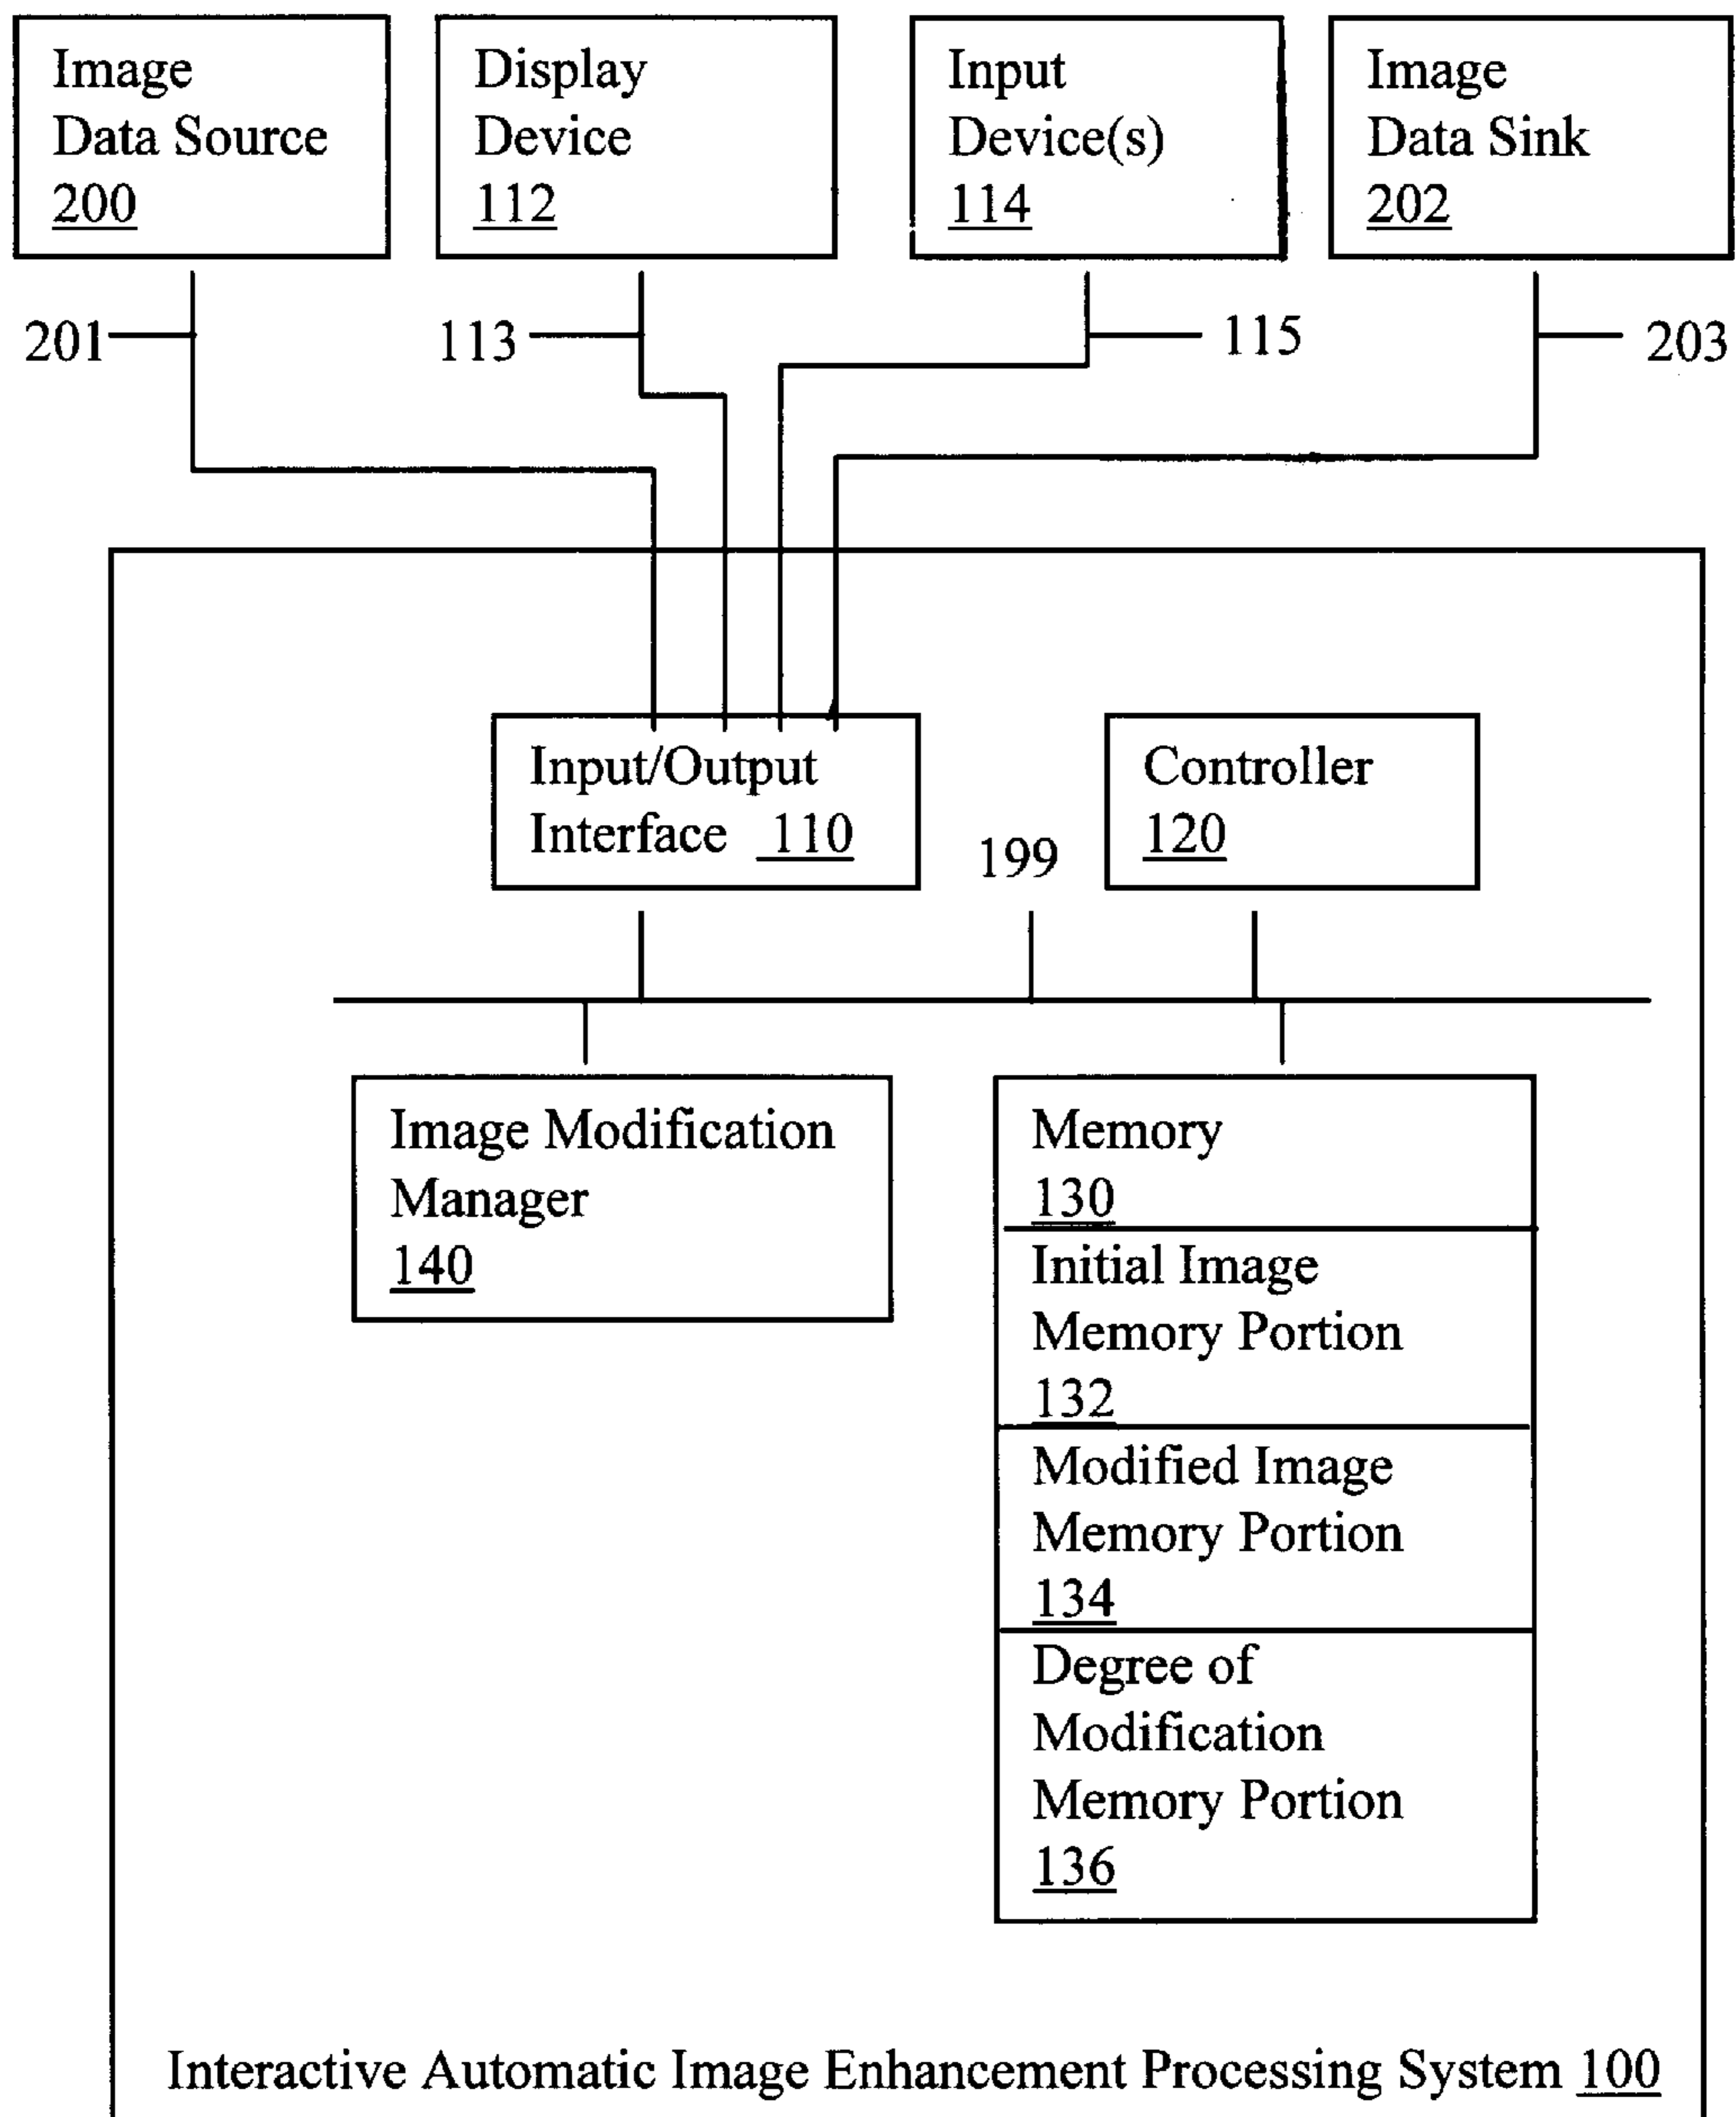 Image
Data Source
200
Display
Device
112
Input
Device(s)
114
Image
Data Sink
202
201
113
115
203
Input/Output
Interface 110
199
Controller
120
Image Modification
Manager
140
Memory
130
Initial Image
Memory Portion
132
Modified Image
Memory Portion
134
Degree of
Modification
Memory Portion
136
Interactive Automatic Image Enhancement Processing System 100